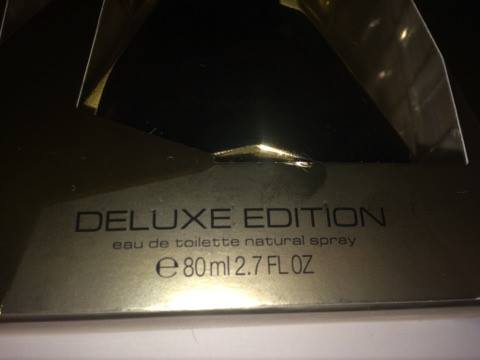 DELUXE EDITION
eau de toilette natural spray
℮ 80 ml 2.7 FL OZ